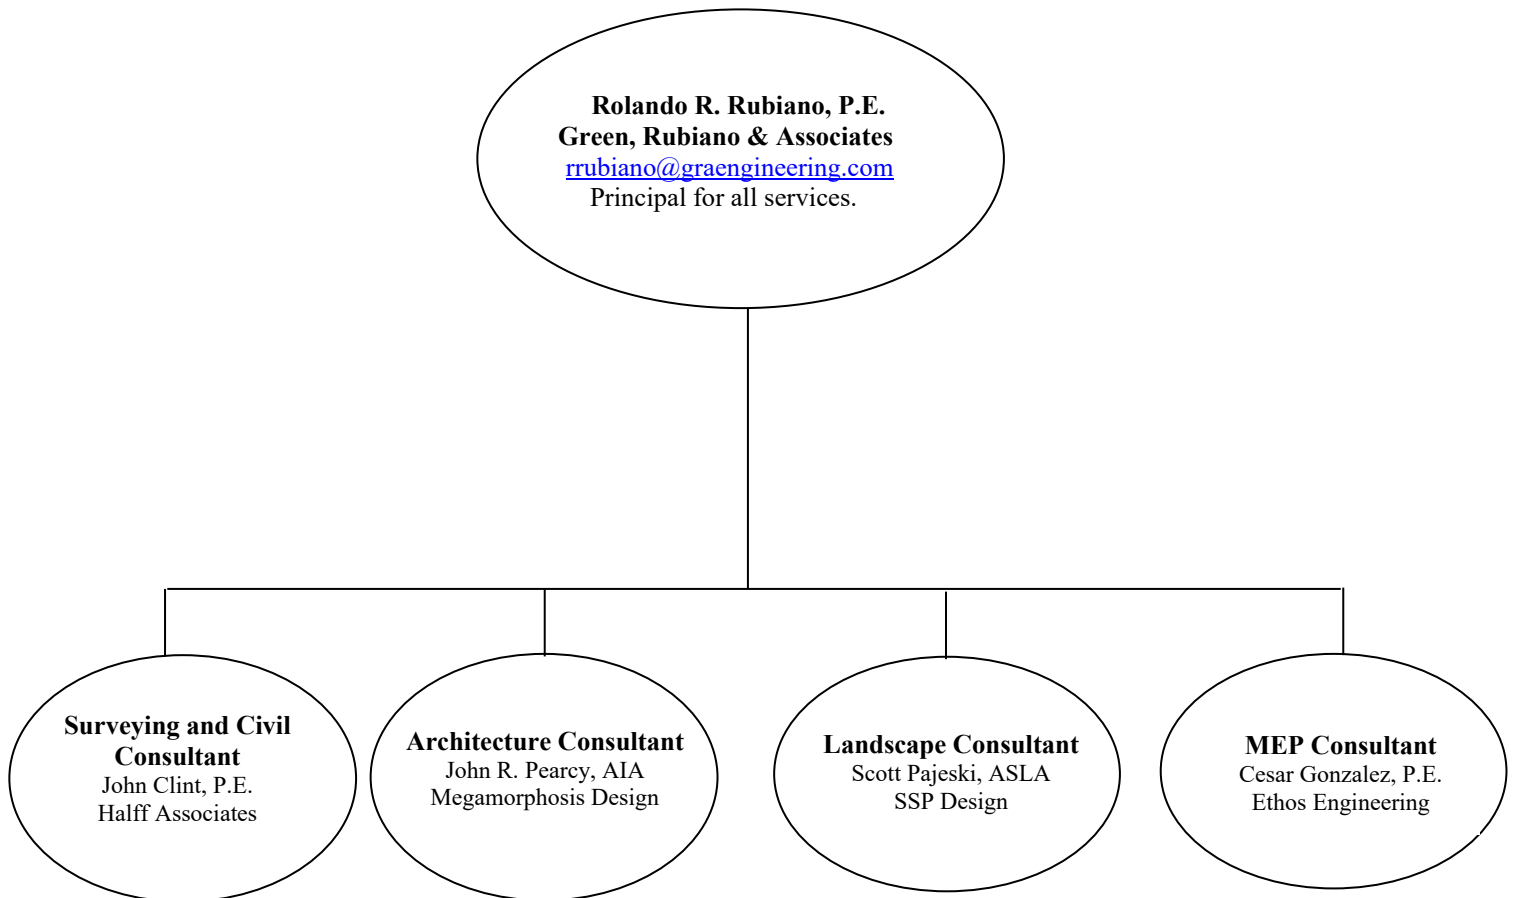 Rolando R. Rubiano, P.E.
Green, Rubiano & Associates
rrubiano@graengineering.com
Principal for all services.
Surveying and Civil
Consultant
John Clint, P.E.
Halff Associates
Architecture Consultant
John R. Pearcy, AIA
Megamorphosis Design
Landscape Consultant
Scott Pajeski, ASLA
SSP Design
MEP Consultant
Cesar Gonzalez, P.E.
Ethos Engineering